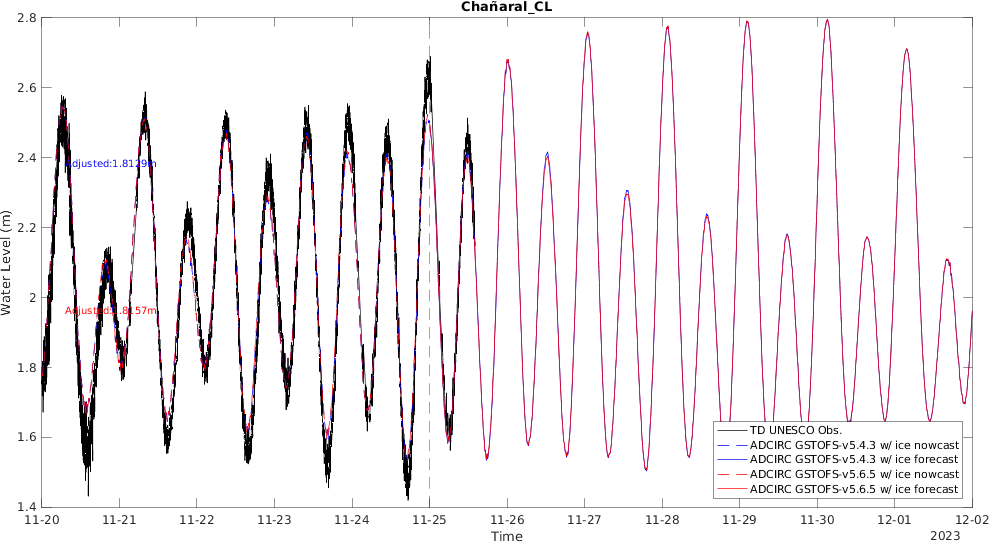 Chañaral_CL
2.8
2.6
2.4
2.2
2
1.8
1.6
1.4
Water Level (m)
Adjusted:1.8129m
Adjusted:1.8157m
TD UNESCO Obs.
ADCIRC GSTOFS-v5.4.3 w/ ice nowcast
ADCIRC GSTOFS-v5.4.3 w/ ice forecast
ADCIRC GSTOFS-v5.6.5 w/ ice nowcast
ADCIRC GSTOFS-v5.6.5 w/ ice forecast
11-20 11-21 11-22 11-23 11-24 11-25 11-26 11-27 11-28 11-29 11-30 12-01 12-02
Time
2023